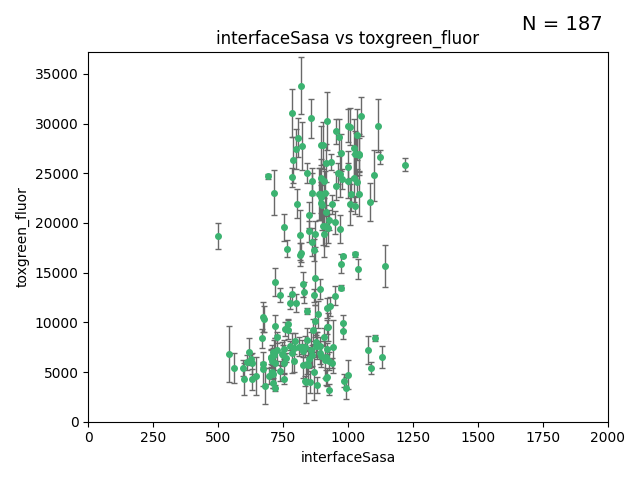 N = 187
interfaceSasa vs toxgreen_fluor
35000
30000
25000
20000
15000
10000
5000
0
toxgreen_fluor
0 250 500 750 1000 1250 1500 1750 2000
interfaceSasa